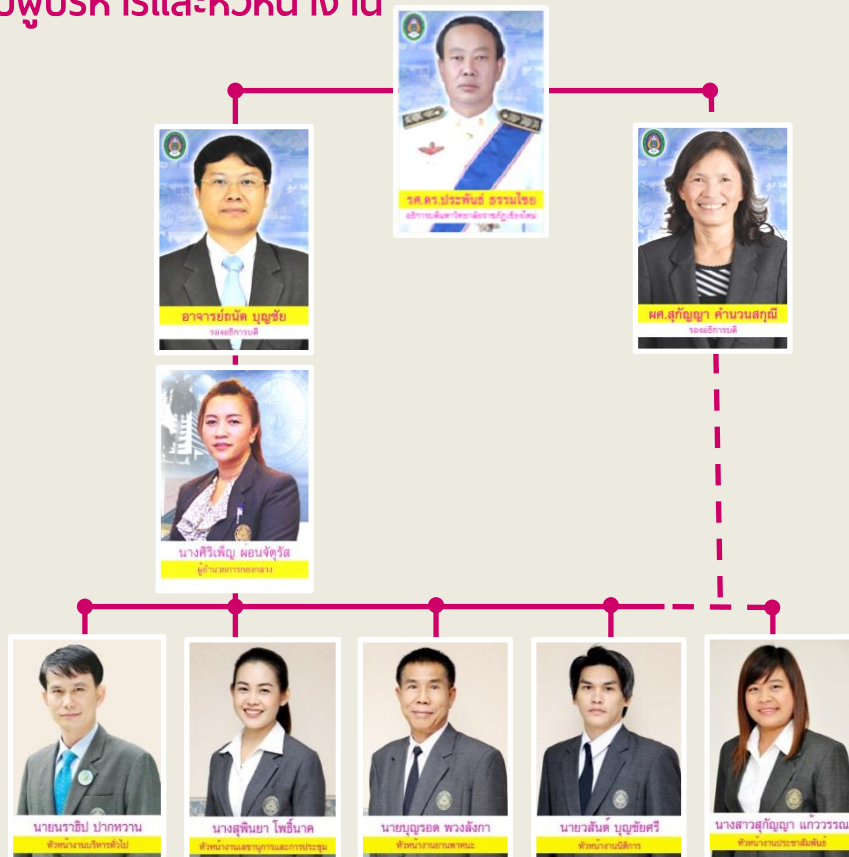 ผู้บริหารและหัวหน้างาน
รศ.ดร.ประพันธ์ ธรรมไชย
อธิการบดีมหาวิทยาลัยราชภัฏเชียงใหม่
อาจารย์ถนัด บุญชัย
รองอธิการบดี
ผศ.สุกัญญา คำนวนสกุณี
รองอธิการบดี
นางศิริเพ็ญ ผ่อนจัตุรัส
ผู้อำนวยการกองกลาง
นายนราธิป ปากหวาน
หัวหน้างานบริหารทั่วไป
นางสุพินยา โพธิ์นาค
หัวหน้างานเลขานุการและการประชุม
นายบุญรอด พวงลังกา
หัวหน้างานยานพาหนะ
นายวสันต์ บุญชัยศรี
หัวหน้างานนิติการ
นางสาวสุกัญญา แก้ววรรณ
หัวหน้างานประชาสัมพันธ์